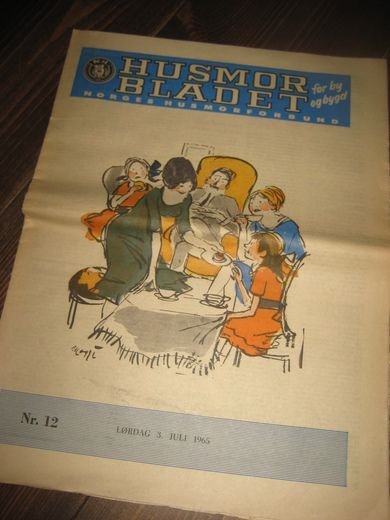 HUSMOR
BLADET
for by
og bygd
NORGES HUSMORFORBUND
Nr. 12
LØRDAG 3. JULI 1965